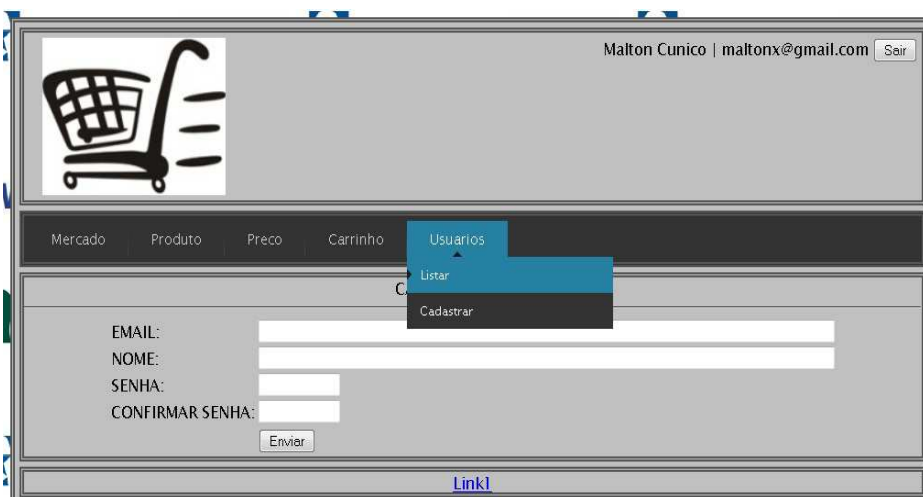 Malton Cunico | maltonx@gmail.com Sair
Mercado Produto Preco Carrinho Usuarios
Listar
Cadastrar
EMAIL:
NOME:
SENHA:
CONFIRMAR SENHA:
Enviar
Link1